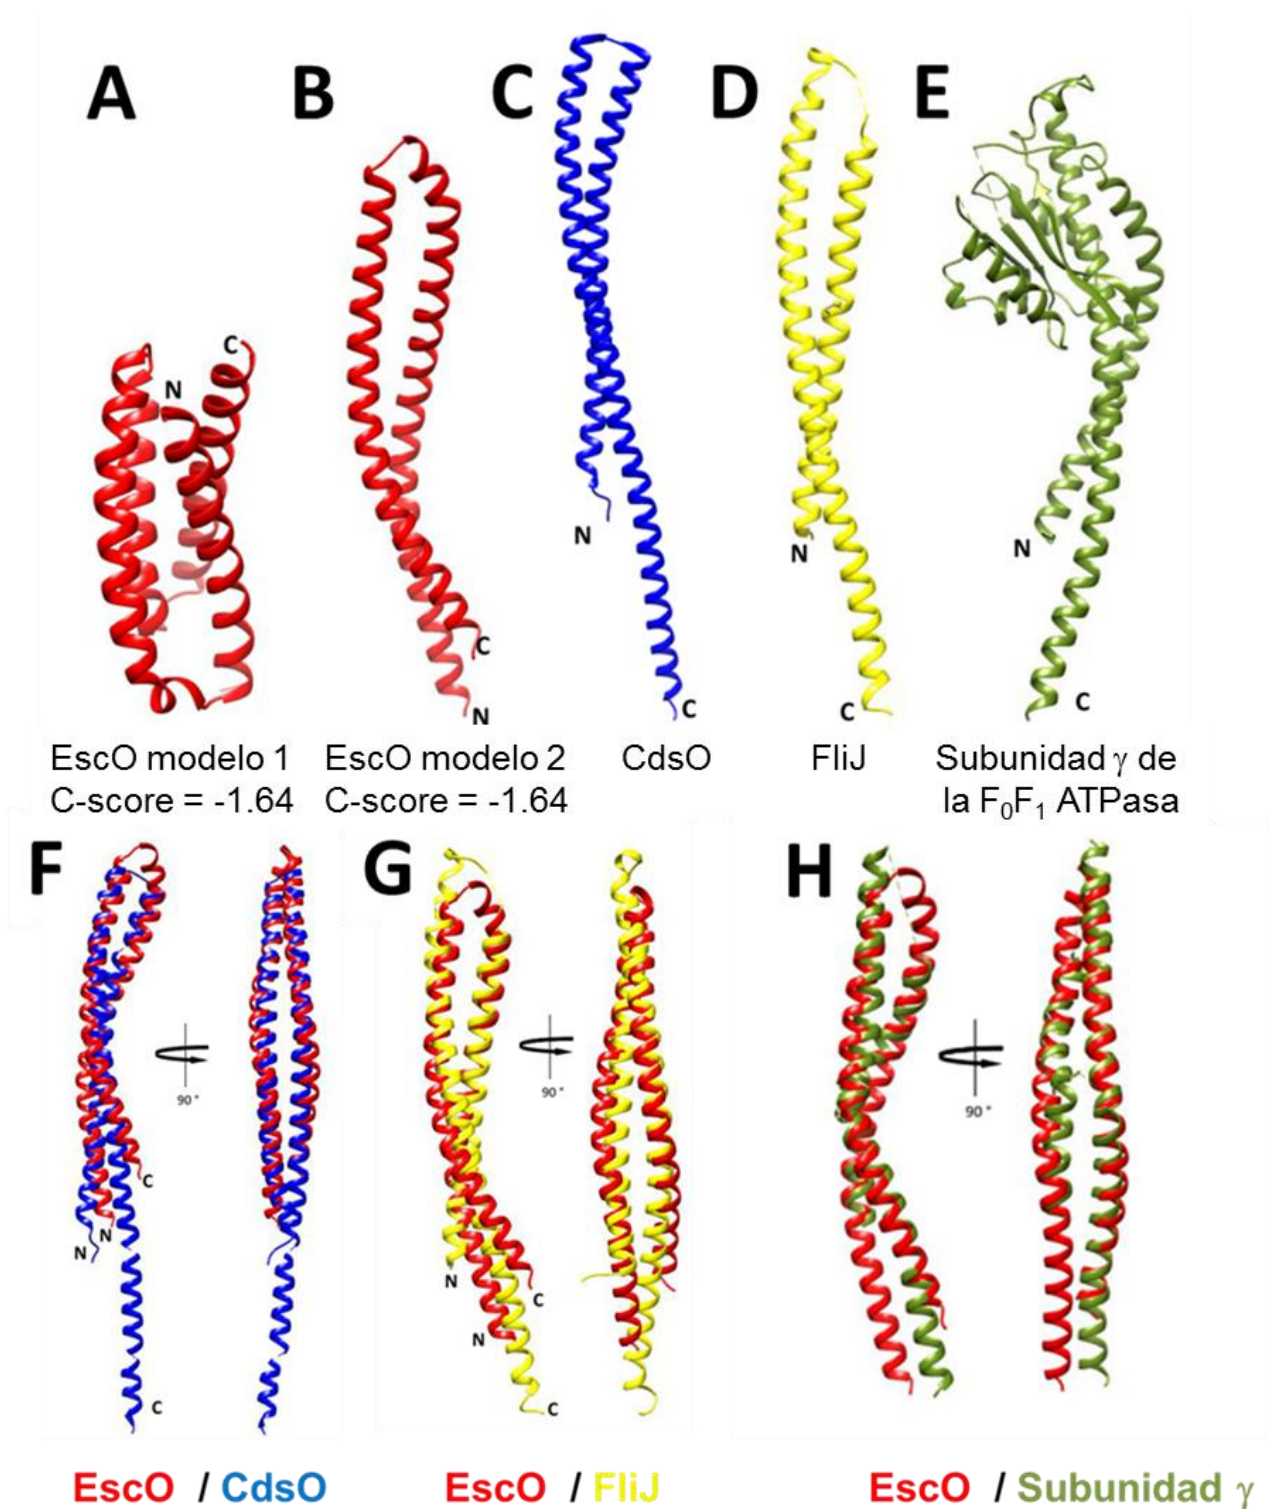 A B C D E
C
N
C
N
N
C
N
C
N
C
EscO modelo 1
C-score = -1.64
EscO modelo 2
C-score = -1.64
CdsO
FliJ
Subunidad γ de
la F0F1 ATPasa
F G H
90°
C
N
N
C
90°
N
C
N
C
90°
EscO / CdsO
EscO / FliJ
EscO / Subunidad γ